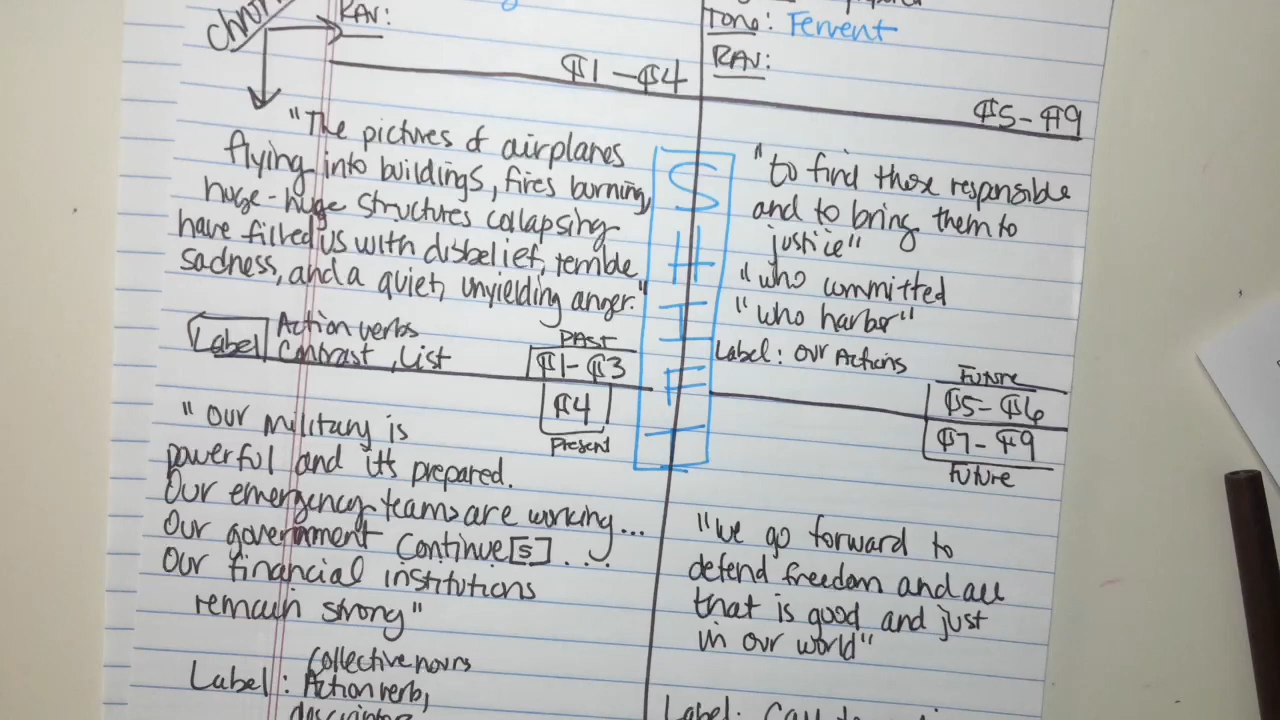 chron
RAV:
¶1-¶4
"The pictures of airplanes
flying into buildings, fires burning,
huge-huge structures collapsing
have filled us with disbelief, terrible
sadness, and a quiet, unyielding anger."
Label Action verbs
Contrast, List
PAST
¶1-¶3
¶4
Present
"Our military is
powerful and it's prepared.
Our emergency teams are working...
Our government continue[s]...
Our financial institutions
remain strong"
Collective nouns
Label: Action verb,
SHIFT
Tone: Fervent
RAV:
¶5-¶9
"to find those responsible
and to bring them to
justice"
"who committed
"who harbor"
Label: Our Actions
Future
¶5-¶6
¶7-¶9
Future
"we go forward to
defend freedom and all
that is good and just
in our world"
Label: